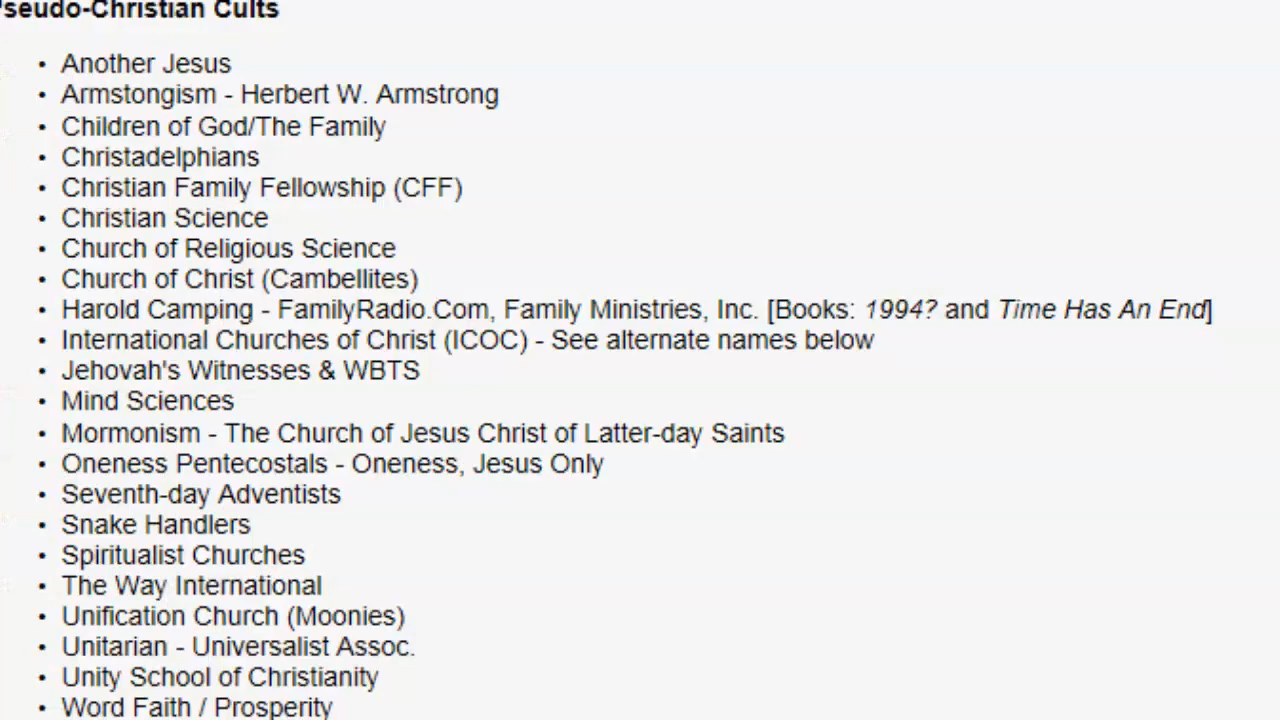 Pseudo-Christian Cults
• Another Jesus
• Armstongism - Herbert W. Armstrong
• Children of God/The Family
• Christadelphians
• Christian Family Fellowship (CFF)
• Christian Science
• Church of Religious Science
• Church of Christ (Cambellites)
• Harold Camping - FamilyRadio.Com, Family Ministries, Inc. [Books: 1994? and Time Has An End]
• International Churches of Christ (ICOC) - See alternate names below
• Jehovah's Witnesses & WBTS
• Mind Sciences
• Mormonism - The Church of Jesus Christ of Latter-day Saints
• Oneness Pentecostals - Oneness, Jesus Only
• Seventh-day Adventists
• Snake Handlers
• Spiritualist Churches
• The Way International
• Unification Church (Moonies)
• Unitarian - Universalist Assoc.
• Unity School of Christianity
• Word Faith / Prosperity